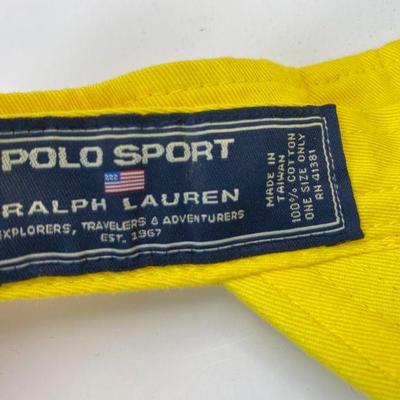 POLO SPORT
RALPH LAUREN
EXPLORERS, TRAVELERS & ADVENTURERS
EST. 1967
MADE IN
TAIWAN
100% COTTON
ONE SIZE ONLY
RN 41381